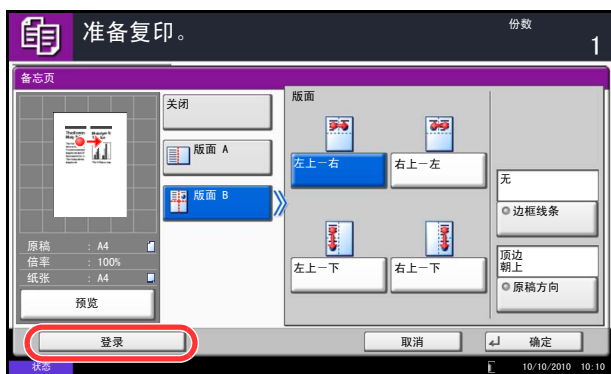 准备复印。
份数
1
备忘页
关闭
版面 A
版面 B
版面
左上－右
右上－左
左上－下
右上－下
无
边框线条
顶边
朝上
原稿方向
原稿 : A4
倍率 : 100%
纸张 : A4
预览
登录
取消
确定
状态
10/10/2010 10:10